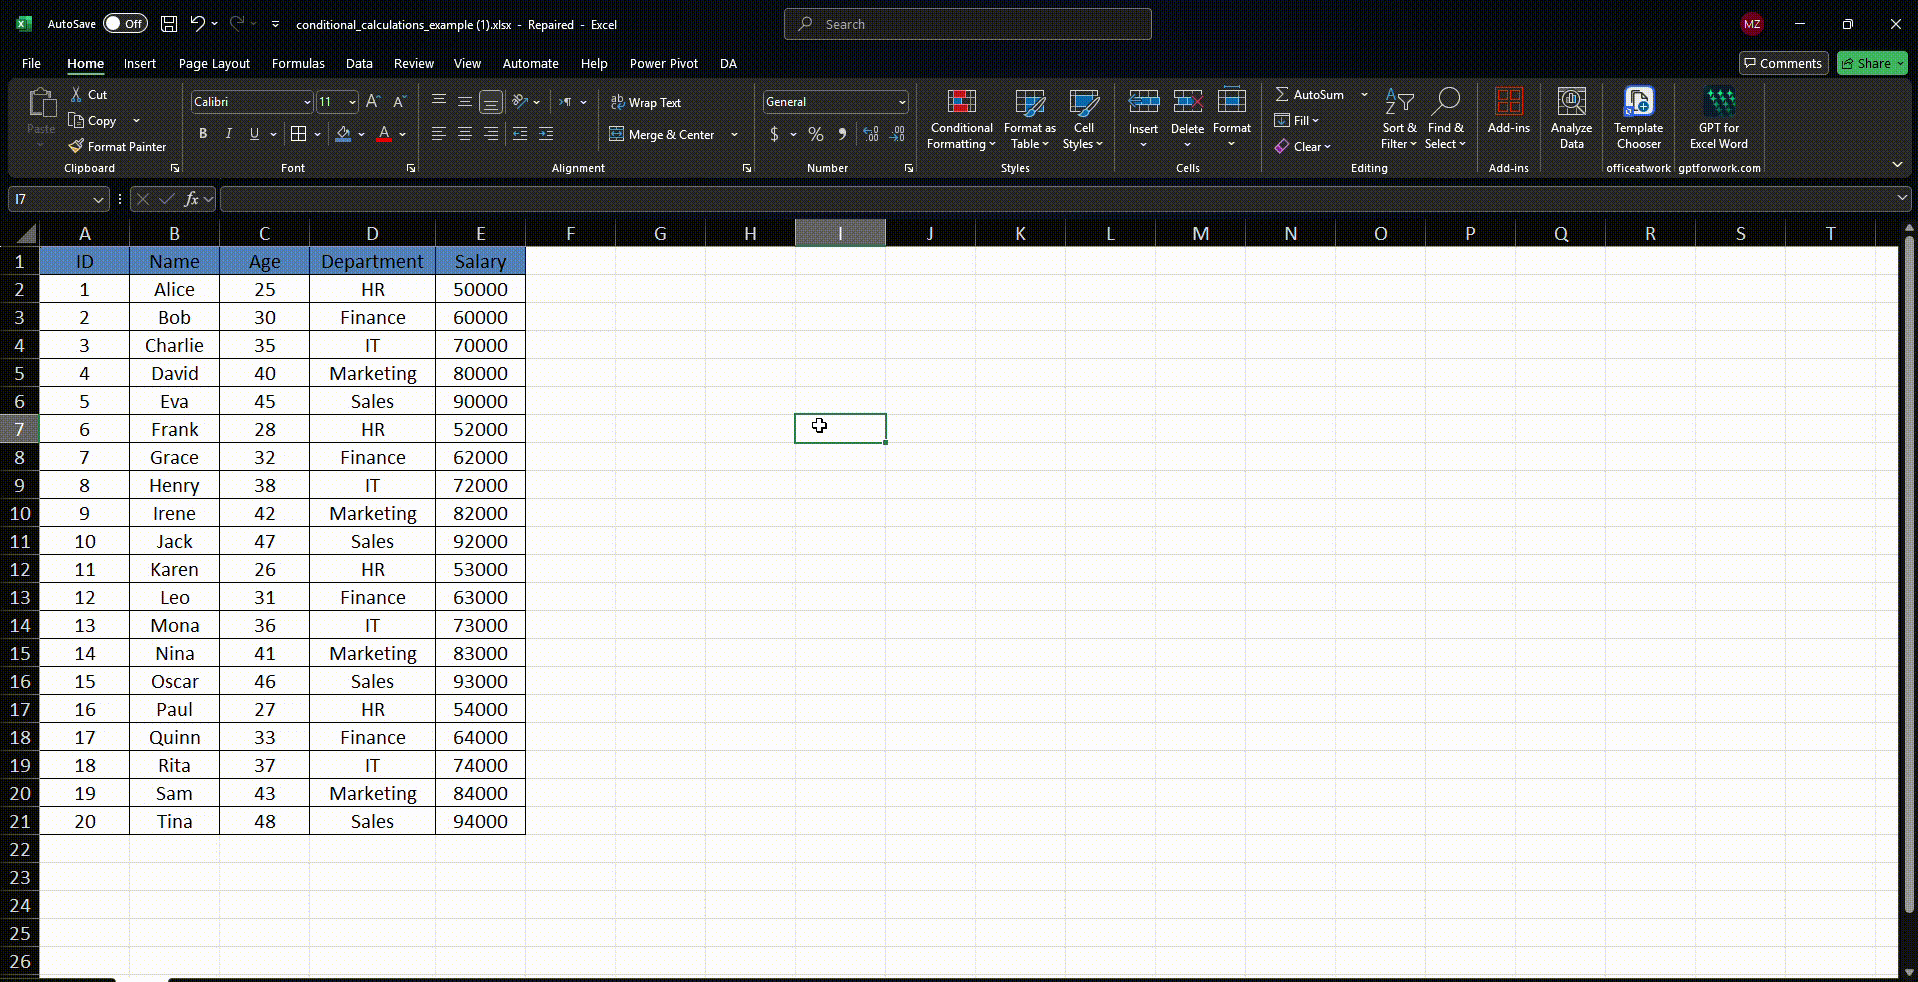 AutoSave Off conditional_calculations_example (1).xlsx - Repaired - Excel Search MZ
File Home Insert Page Layout Formulas Data Review View Automate Help Power Pivot DA Comments Share
Paste Cut Copy Format Painter Clipboard
Calibri 11 B I U A Font
Wrap Text Merge & Center Alignment
General $ % Number
Conditional Formatting Format as Table Cell Styles Styles
Insert Delete Format Cells
AutoSum Fill Clear Sort & Filter Find & Select Editing
Add-ins Add-ins
Analyze Data
Template Chooser officeatwork
GPT for Excel Word gptforwork.com
I7 fx
A B C D E F G H I J K L M N O P Q R S T
1 ID Name Age Department Salary
2 1 Alice 25 HR 50000
3 2 Bob 30 Finance 60000
4 3 Charlie 35 IT 70000
5 4 David 40 Marketing 80000
6 5 Eva 45 Sales 90000
7 6 Frank 28 HR 52000
8 7 Grace 32 Finance 62000
9 8 Henry 38 IT 72000
10 9 Irene 42 Marketing 82000
11 10 Jack 47 Sales 92000
12 11 Karen 26 HR 53000
13 12 Leo 31 Finance 63000
14 13 Mona 36 IT 73000
15 14 Nina 41 Marketing 83000
16 15 Oscar 46 Sales 93000
17 16 Paul 27 HR 54000
18 17 Quinn 33 Finance 64000
19 18 Rita 37 IT 74000
20 19 Sam 43 Marketing 84000
21 20 Tina 48 Sales 94000
22
23
24
25
26